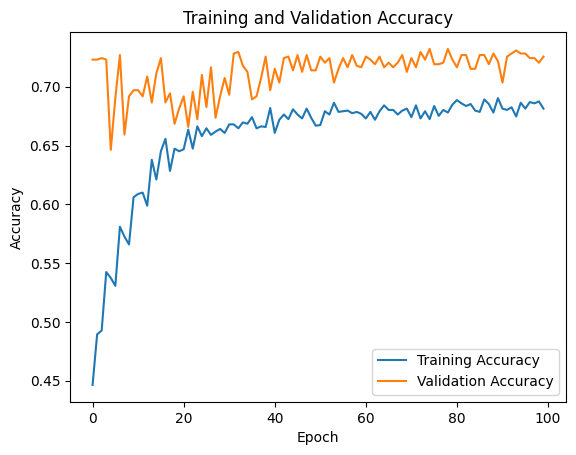 Training and Validation Accuracy
Accuracy
0.70
0.65
0.60
0.55
0.50
0.45
0
20
40
60
80
100
Epoch
Training Accuracy
Validation Accuracy